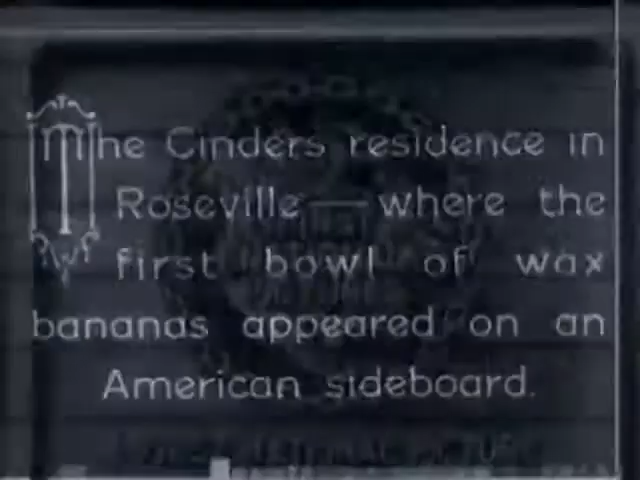 The Cinders residence in
Roseville — where the
first bowl of wax
bananas appeared on an
American sideboard.